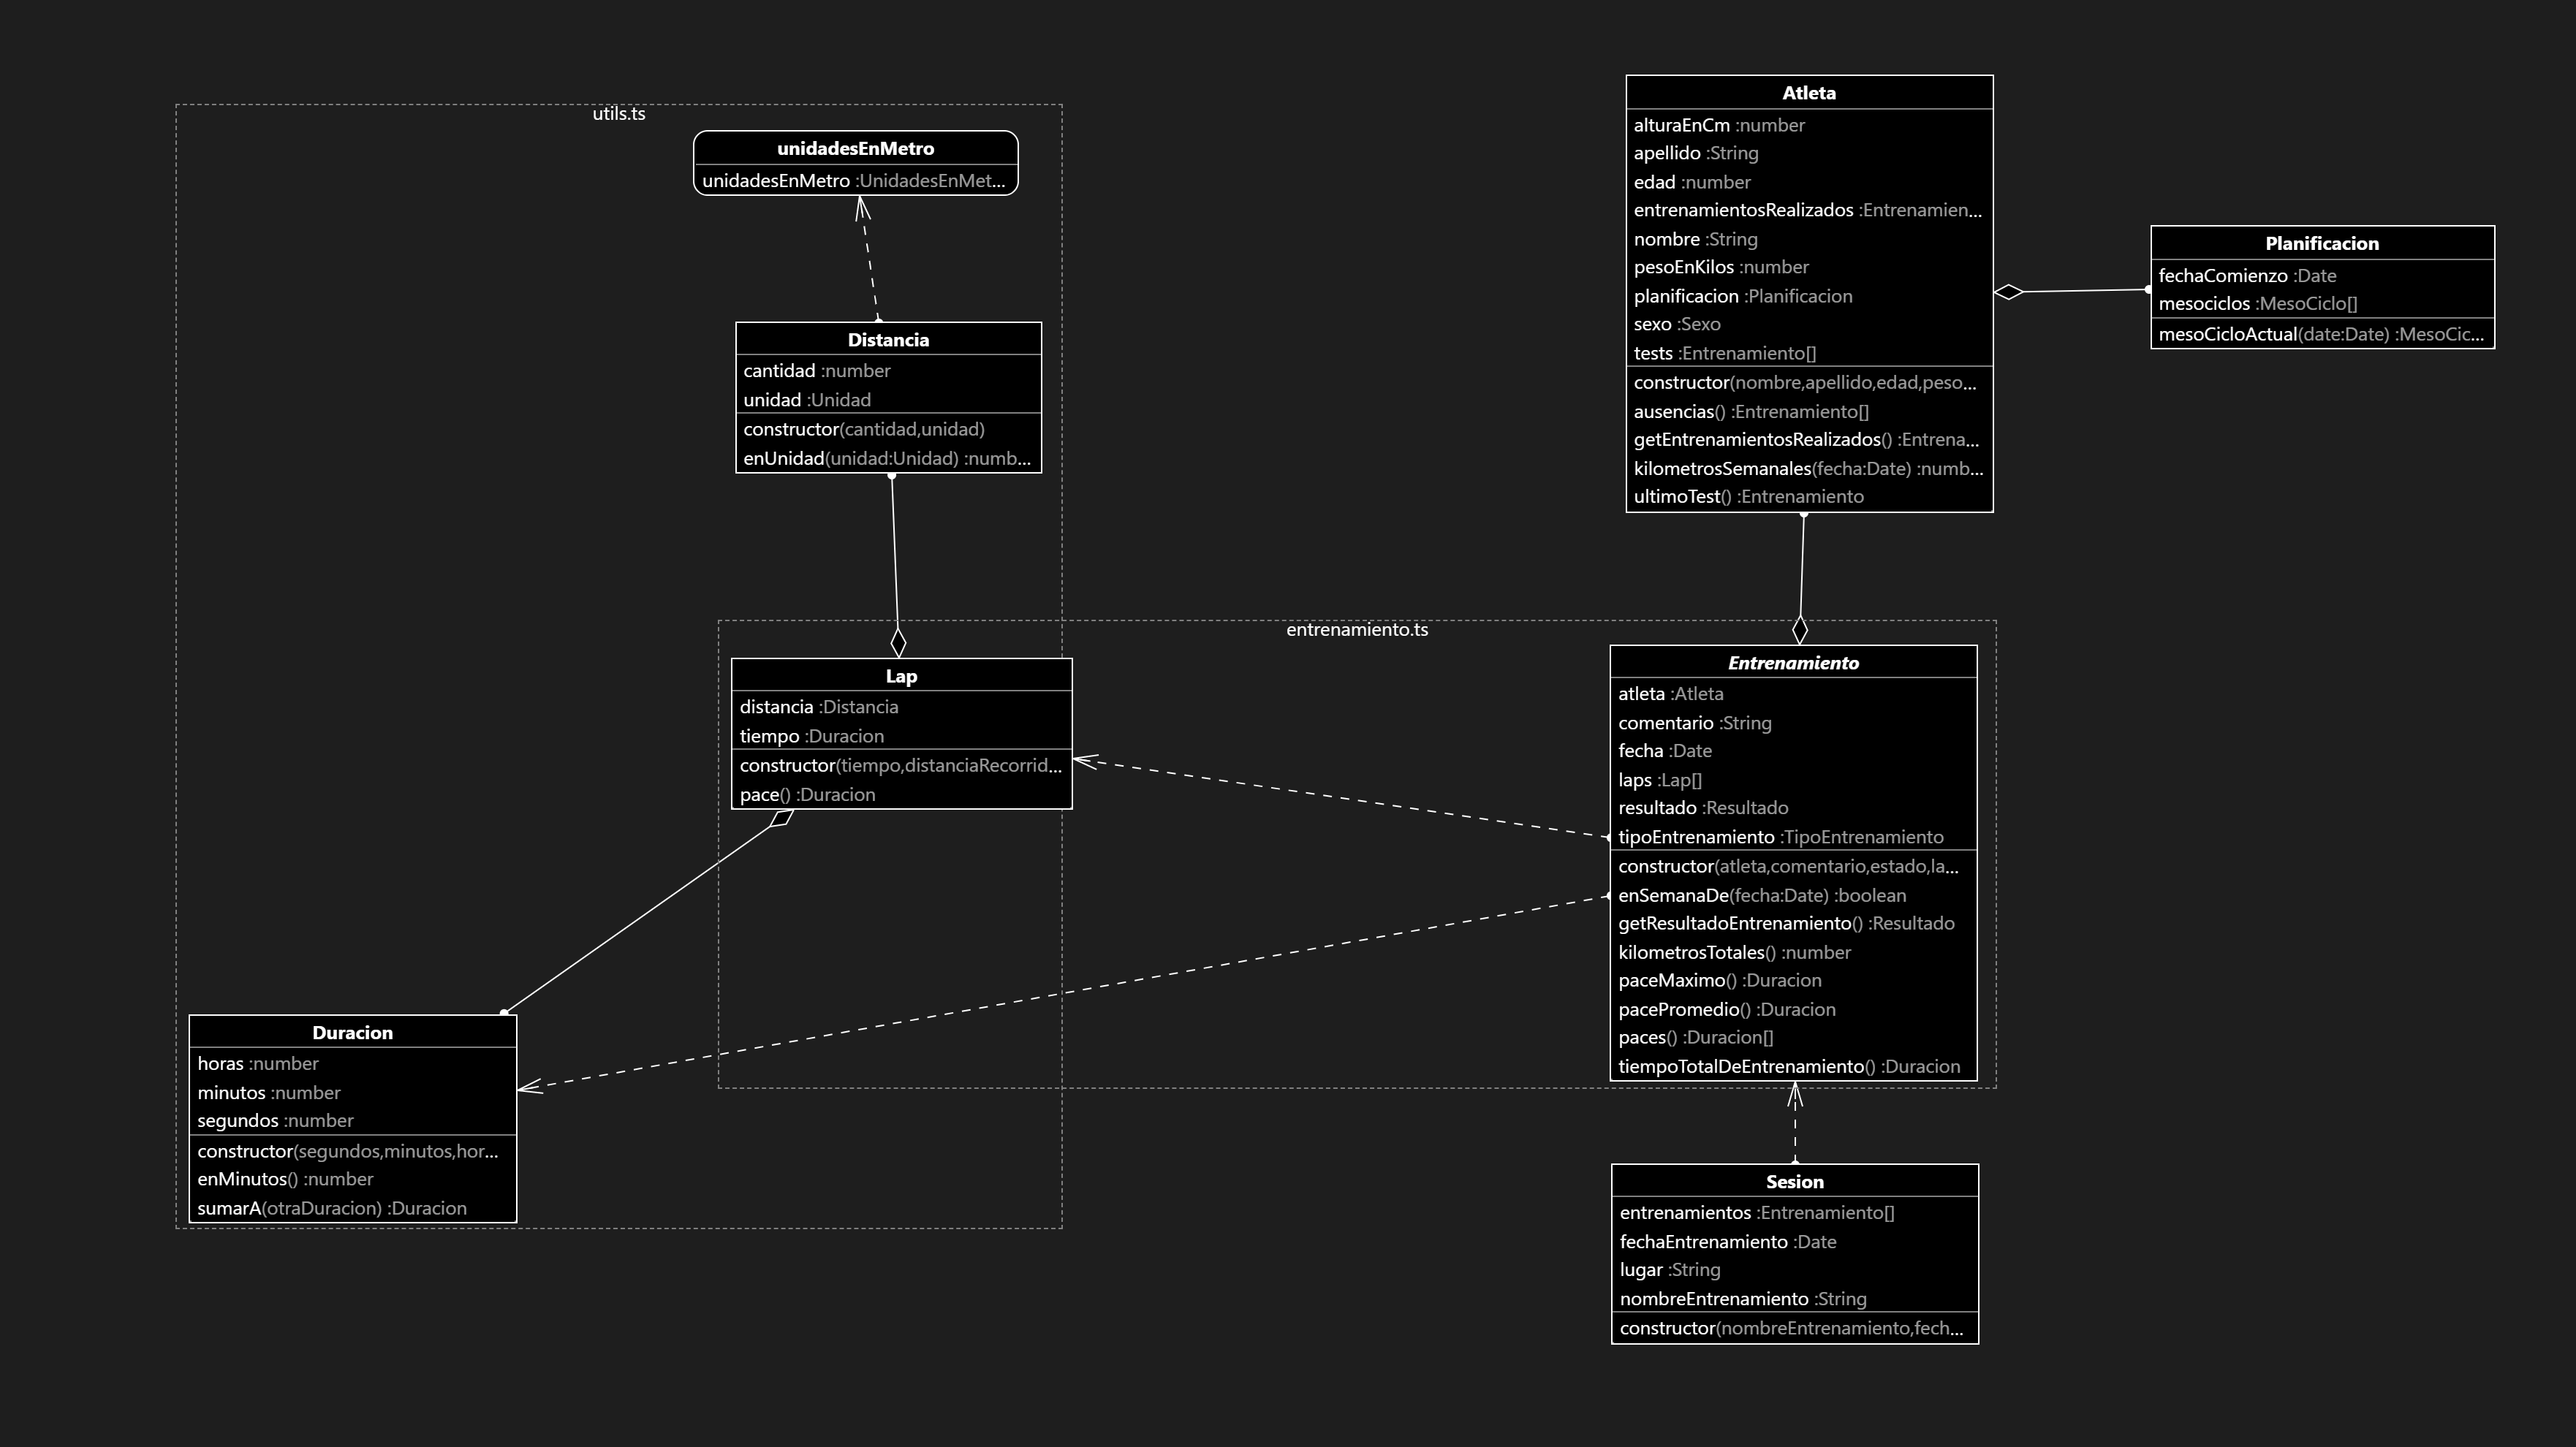 utils.ts
unidadesEnMetro
unidadesEnMetro :UnidadesEnMet...
Distancia
cantidad :number
unidad :Unidad
constructor(cantidad,unidad)
enUnidad(unidad:Unidad) :numb...
Atleta
alturaEnCm :number
apellido :String
edad :number
entrenamientosRealizados :Entrenamien...
nombre :String
pesoEnKilos :number
planificacion :Planificacion
sexo :Sexo
tests :Entrenamiento[]
constructor(nombre,apellido,edad,peso...
ausencias() :Entrenamiento[]
getEntrenamientosRealizados() :Entrena...
kilometrosSemanales(fecha:Date) :numb...
ultimoTest() :Entrenamiento
Planificacion
fechaComienzo :Date
mesociclos :MesoCiclo[]
mesoCicloActual(date:Date) :MesoCic...
entrenamiento.ts
Lap
distancia :Distancia
tiempo :Duracion
constructor(tiempo,distanciaRecorrid...
pace() :Duracion
Entrenamiento
atleta :Atleta
comentario :String
fecha :Date
laps :Lap[]
resultado :Resultado
tipoEntrenamiento :TipoEntrenamiento
constructor(atleta,comentario,estado,la...
enSemanaDe(fecha:Date) :boolean
getResultadoEntrenamiento() :Resultado
kilometrosTotales() :number
paceMaximo() :Duracion
pacePromedio() :Duracion
paces() :Duracion[]
tiempoTotalDeEntrenamiento() :Duracion
Duracion
horas :number
minutos :number
segundos :number
constructor(segundos,minutos,hor...
enMinutos() :number
sumarA(otraDuracion) :Duracion
Sesion
entrenamientos :Entrenamiento[]
fechaEntrenamiento :Date
lugar :String
nombreEntrenamiento :String
constructor(nombreEntrenamiento,fech...